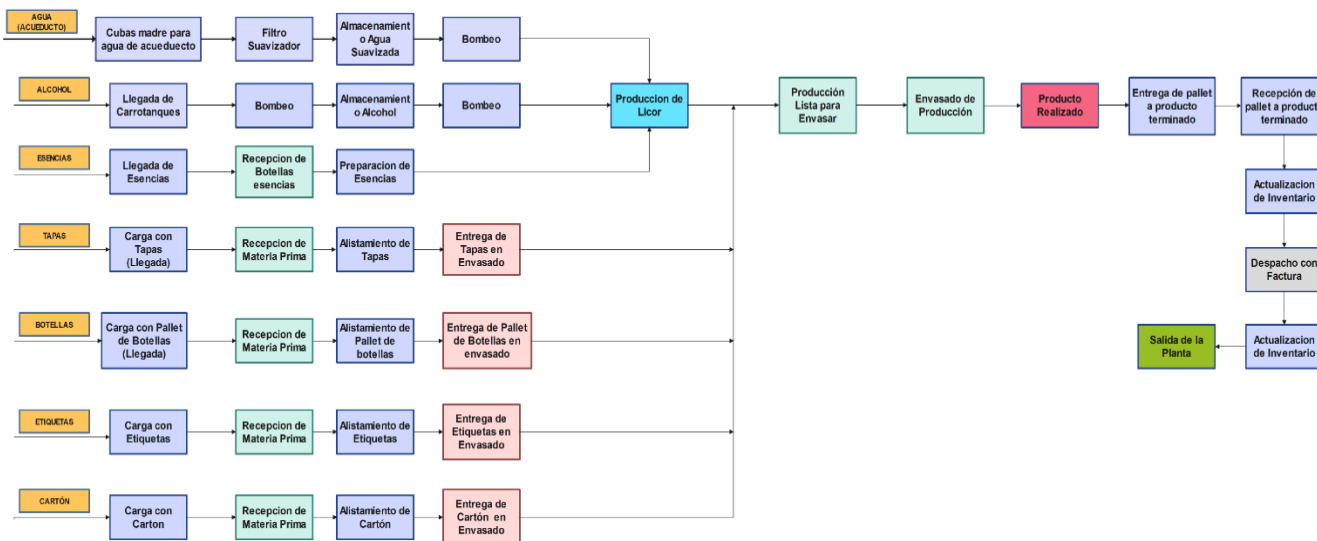 AGUA
(ACUEDUCTO)
Cubas madre para
agua de acueduecto
Filtro
Suavizador
Almacenamient
o Agua
Suavizada
Bombeo
ALCOHOL
Llegada de
Carrotanques
Bombeo
Almacenamient
o Alcohol
Bombeo
Produccion de
Licor
Producción
Lista para
Envasar
Envasado de
Producción
Producto
Realizado
Entrega de pallet
a producto
terminado
Recepción de
pallet a product
terminado
ESENCIAS
Llegada de
Esencias
Recepcion de
Botellas
esencias
Preparacion de
Esencias
Actualizacion
de Inventario
TAPAS
Carga con
Tapas
(Llegada)
Recepcion de
Materia Prima
Alistamiento de
Tapas
Entrega de
Tapas en
Envasado
Despacho con
Factura
BOTELLAS
Carga con Pallet
de Botellas
(Llegada)
Recepcion de
Materia Prima
Alistamiento de
Pallet de
botellas
Entrega de Pallet
de Botellas en
envasado
Salida de la
Planta
Actualizacion
de Inventario
ETIQUETAS
Carga con
Etiquetas
Recepcion de
Materia Prima
Alistamiento de
Etiquetas
Entrega de
Etiquetas en
Envasado
CARTÓN
Carga con
Carton
Recepcion de
Materia Prima
Alistamiento de
Cartón
Entrega de
Cartón en
Envasado